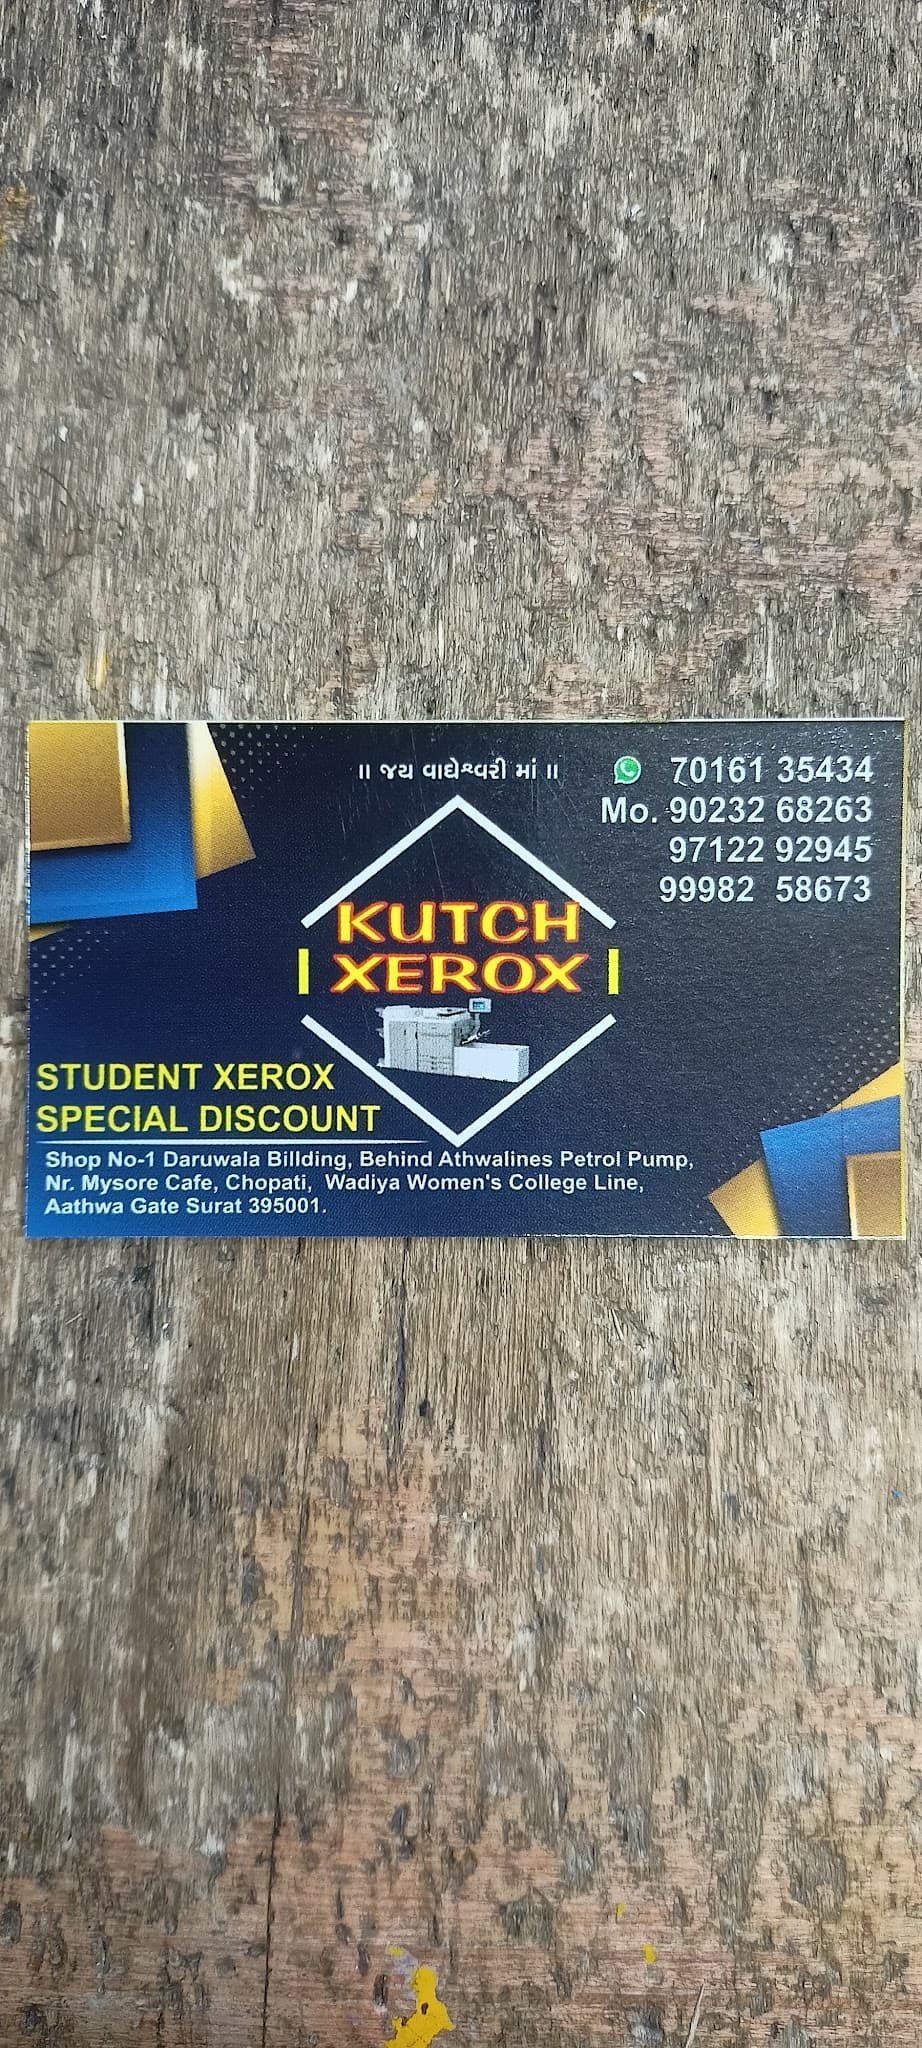 ॥ જય વાઘેશ્વરી માં ॥
70161 35434
Mo. 90232 68263
97122 92945
99982 58673
KUTCH
XEROX
STUDENT XEROX
SPECIAL DISCOUNT
Shop No-1 Daruwala Billding, Behind Athwalines Petrol Pump,
Nr. Mysore Cafe, Chopati, Wadiya Women's College Line,
Aathwa Gate Surat 395001.